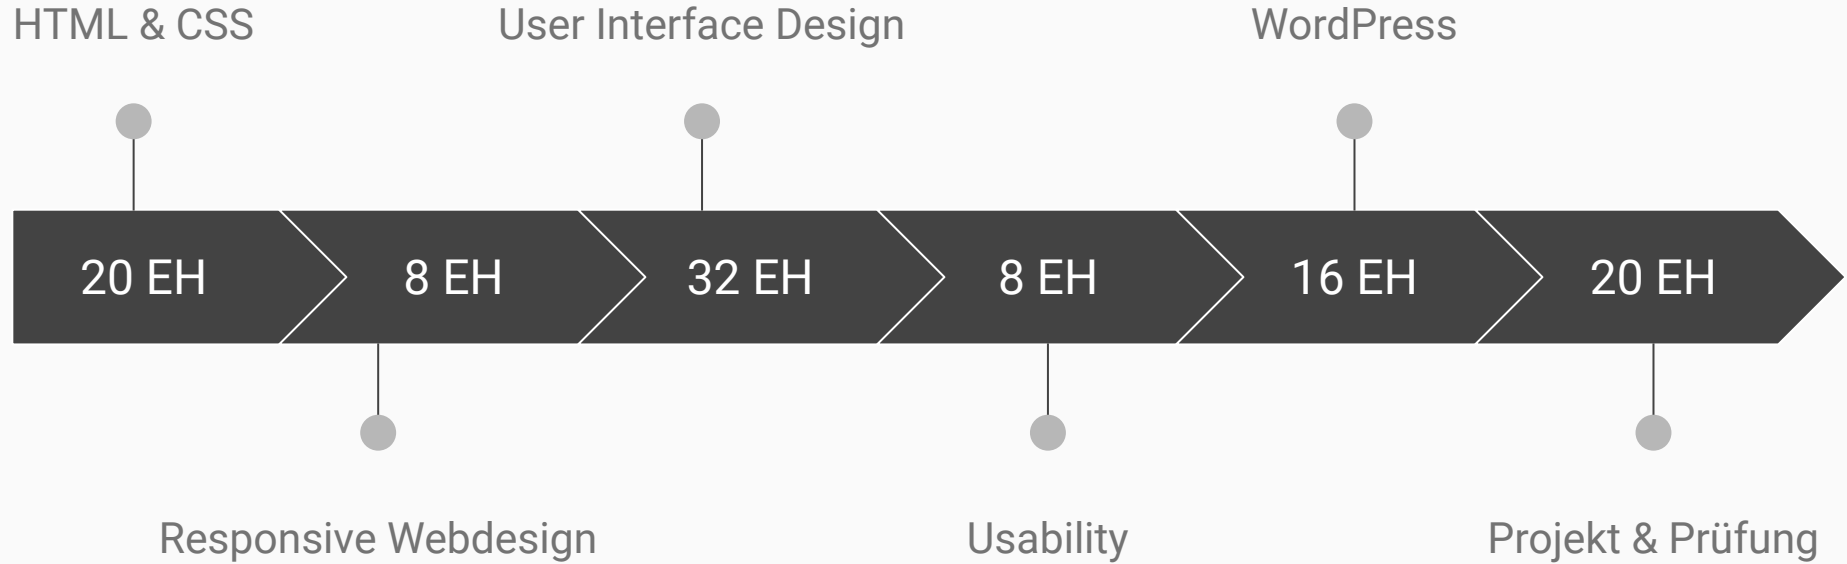 HTML & CSS
User Interface Design
WordPress
20 EH
8 EH
32 EH
8 EH
16 EH
20 EH
Responsive Webdesign
Usability
Projekt & Prüfung